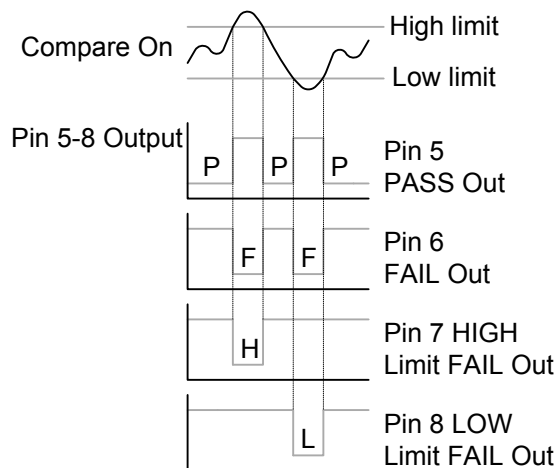 High limit
Compare On
Low limit
Pin 5-8 Output
P P P
Pin 5
PASS Out
F F
Pin 6
FAIL Out
H
Pin 7 HIGH
Limit FAIL Out
L
Pin 8 LOW
Limit FAIL Out